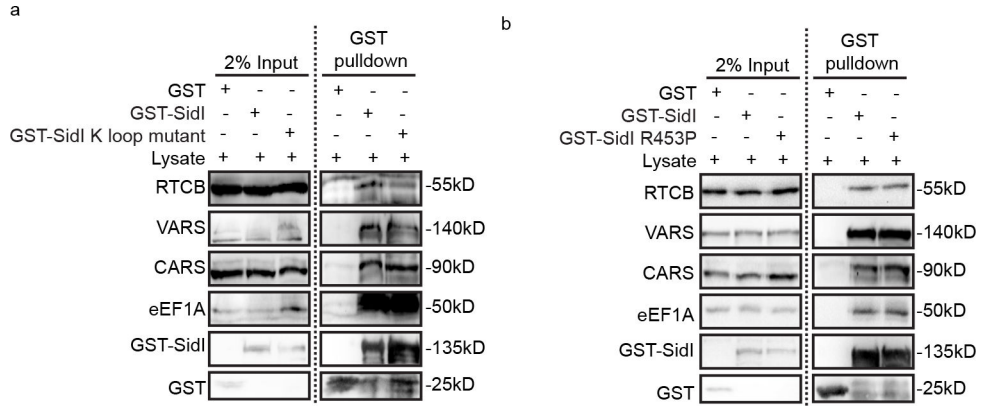 a
2% Input
GST
pulldown
GST + - - + - -
GST-SidI - + - - + -
GST-SidI K loop mutant - - + - - +
Lysate + + + + + +
RTCB -55kD
VARS -140kD
CARS -90kD
eEF1A -50kD
GST-SidI -135kD
GST -25kD
b
2% Input
GST
pulldown
GST + - - + - -
GST-SidI - + - - + -
GST-SidI R453P - - + - - +
Lysate + + + + + +
RTCB -55kD
VARS -140kD
CARS -90kD
eEF1A -50kD
GST-SidI -135kD
GST -25kD